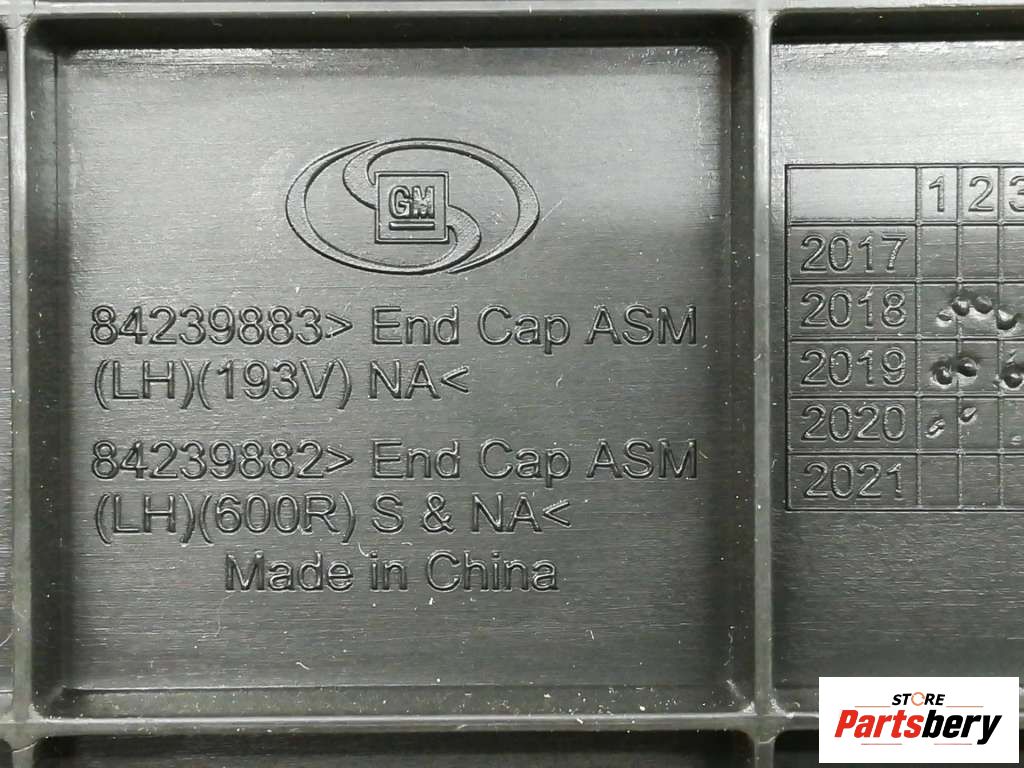 GM
84239883> End Cap ASM
(LH)(193V) NA<
84239882> End Cap ASM
(LH)(600R) S & NA<
Made in China
1 2 3
2017
2018
2019
2020
2021
STORE
Partsbery